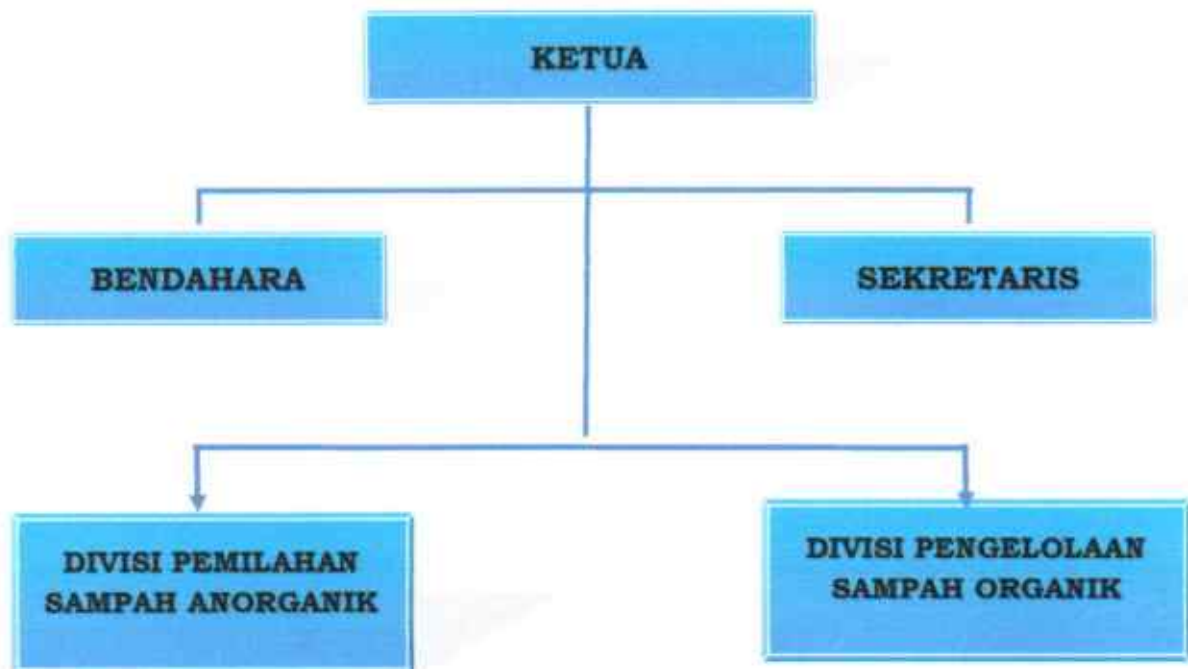 KETUA
BENDAHARA
SEKRETARIS
DIVISI PEMILAHAN
SAMPAH ANORGANIK
DIVISI PENGELOLAAN
SAMPAH ORGANIK